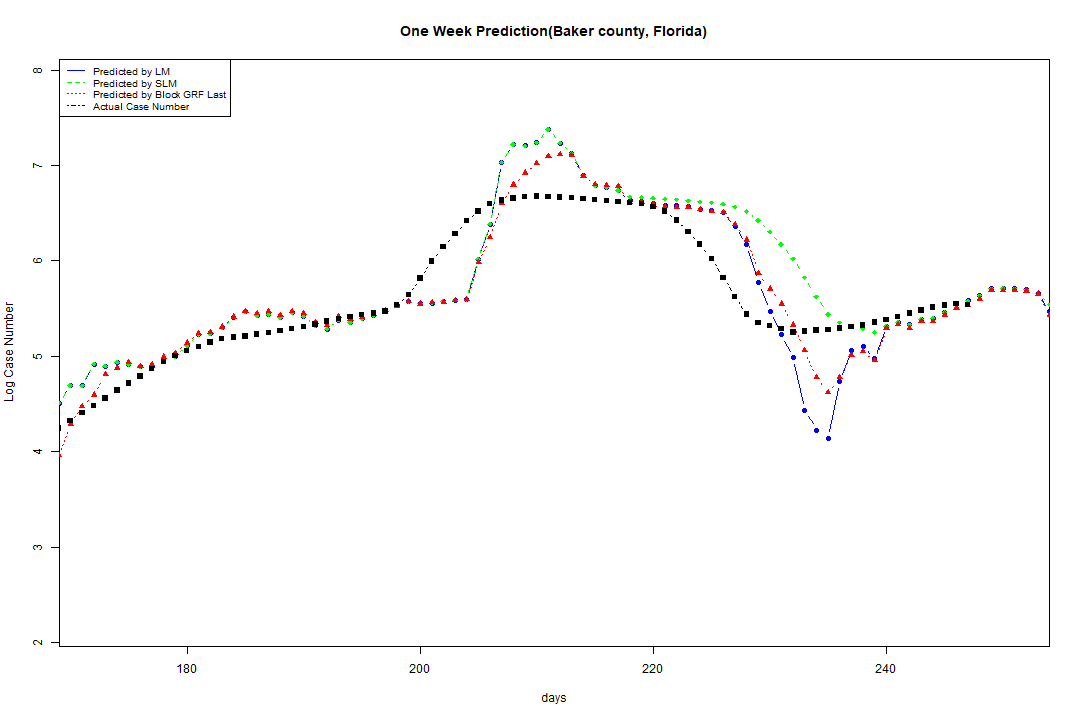 One Week Prediction(Baker county, Florida)
Predicted by LM
Predicted by SLM
Predicted by Block GRF Last
Actual Case Number
8
7
6
5
4
3
2
Log Case Number
180 200 220 240
days